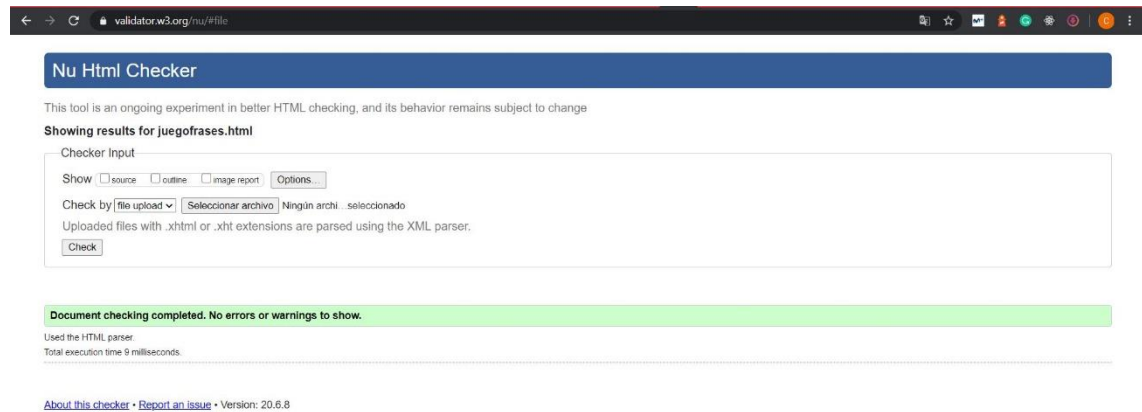 validator.w3.org/nu/#file
Nu Html Checker
This tool is an ongoing experiment in better HTML checking, and its behavior remains subject to change
Showing results for juegofrases.html
Checker Input
Show source outline image report Options...
Check by file upload Seleccionar archivo Ningún archi...seleccionado
Uploaded files with .xhtml or .xht extensions are parsed using the XML parser.
Check
Document checking completed. No errors or warnings to show.
Used the HTML parser.
Total execution time 9 milliseconds.
About this checker • Report an issue • Version: 20.6.8